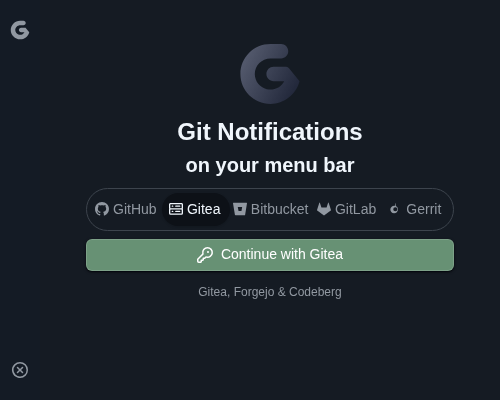 Git Notifications
on your menu bar
GitHub Gitea Bitbucket GitLab Gerrit
Continue with Gitea
Gitea, Forgejo & Codeberg